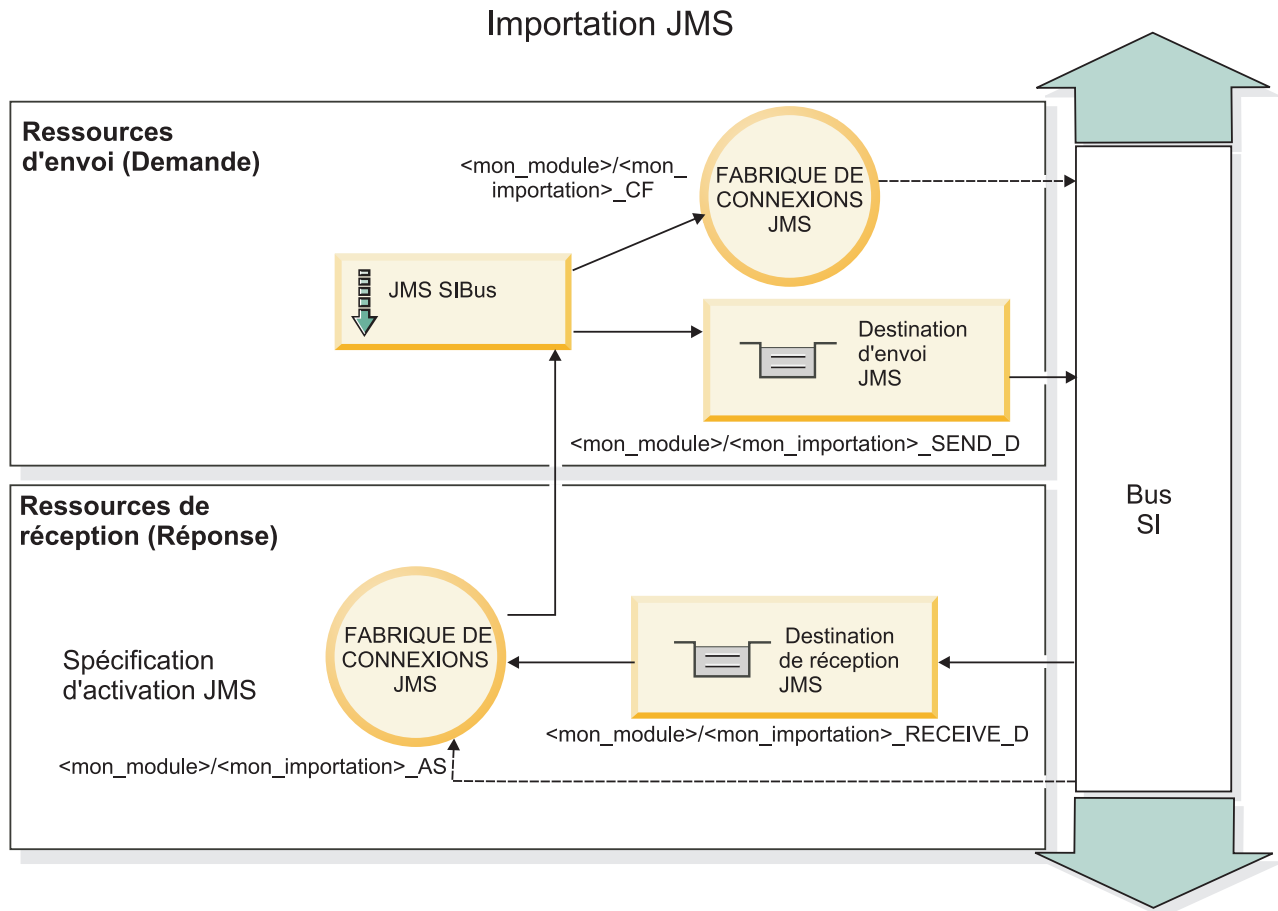 Importation JMS
Ressources
d'envoi (Demande)
<mon_module>/<mon_
importation>_CF
FABRIQUE DE
CONNEXIONS
JMS
JMS SIBus
Destination
d'envoi
JMS
<mon_module>/<mon_importation>_SEND_D
Bus
SI
Ressources de
réception (Réponse)
Spécification
d'activation JMS
FABRIQUE DE
CONNEXIONS
JMS
Destination
de réception
JMS
<mon_module>/<mon_importation>_RECEIVE_D
<mon_module>/<mon_importation>_AS